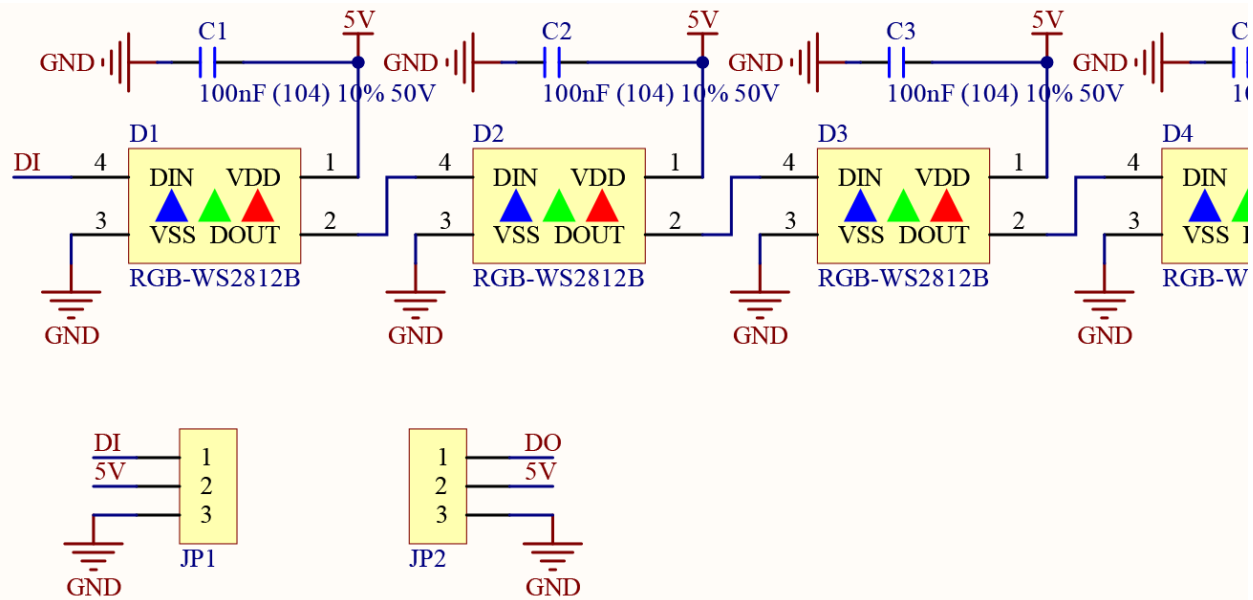 C1 5V C2 5V C3 5V C
GND GND GND GND
100nF (104) 10% 50V 100nF (104) 10% 50V 100nF (104) 10% 50V 10
D1 D2 D3 D4
DI 4 1 4 1 4 1 4
DIN VDD DIN VDD DIN VDD DIN
3 2 3 2 3 2 3
VSS DOUT VSS DOUT VSS DOUT VSS
RGB-WS2812B RGB-WS2812B RGB-WS2812B RGB-W
GND GND GND GND
DI 1 1 DO
5V 2 2 5V
3 3
JP1 JP2
GND GND